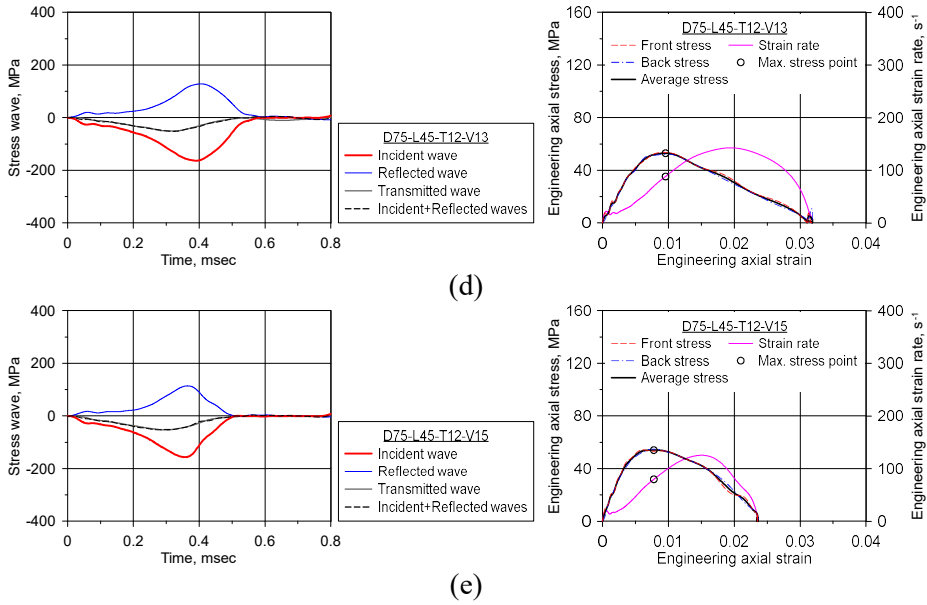 400
200
0
-200
-400
Stress wave, MPa
0 0.2 0.4 0.6 0.8
Time, msec
D75-L45-T12-V13
Incident wave
Reflected wave
Transmitted wave
Incident+Reflected waves
160
120
80
40
0
Engineering axial stress, MPa
D75-L45-T12-V13
Front stress Strain rate
Back stress Max. stress point
Average stress
400
300
200
100
0
Engineering axial strain rate, s-1
0 0.01 0.02 0.03 0.04
Engineering axial strain
(d)
400
200
0
-200
-400
Stress wave, MPa
0 0.2 0.4 0.6 0.8
Time, msec
D75-L45-T12-V15
Incident wave
Reflected wave
Transmitted wave
Incident+Reflected waves
160
120
80
40
0
Engineering axial stress, MPa
D75-L45-T12-V15
Front stress Strain rate
Back stress Max. stress point
Average stress
400
300
200
100
0
Engineering axial strain rate, s-1
0 0.01 0.02 0.03 0.04
Engineering axial strain
(e)